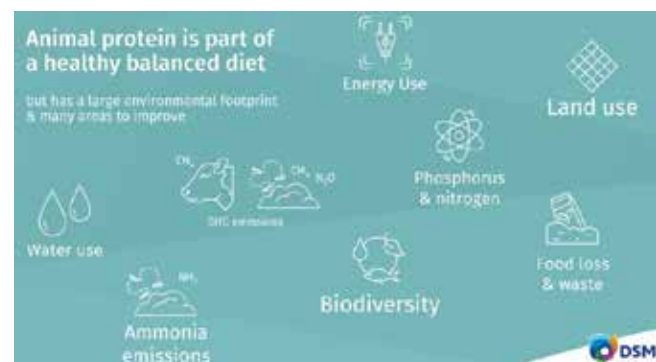 Animal protein is part of
a healthy balanced diet
but has a large environmental footprint
& many areas to improve
Energy Use
Land use
Phosphorus
& nitrogen
CH₄
CH₄
N₂O
GHG emissions
Water use
Food loss
& waste
Biodiversity
NH₃
Ammonia
emissions
DSM